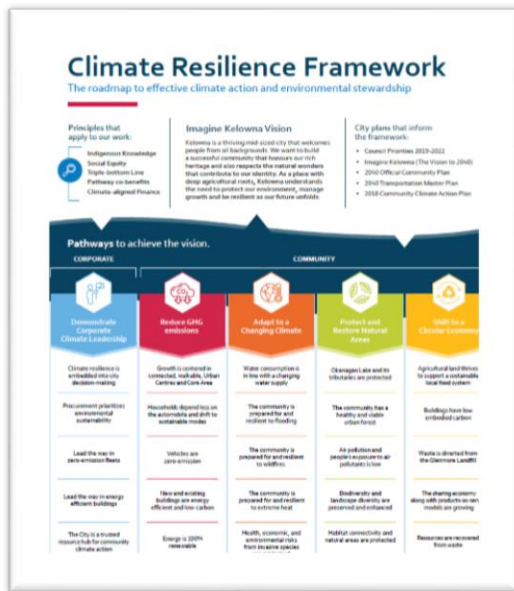 Climate Resilience Framework
The roadmap to effective climate action and environmental stewardship
Principles that
apply to our work:
Indigenous Knowledge
Social Equity
Triple-bottom Line
Pathway co-benefits
Climate-aligned Finance
Imagine Kelowna Vision
Kelowna is a thriving mid-sized city that welcomes
people from all backgrounds. We want to build
a successful community that honours our rich
heritage and also respects the natural wonders
that contribute to our identity. As a place with
deep agricultural roots, Kelowna understands
the need to protect our environment, manage
growth and be resilient as our future unfolds.
City plans that inform
the framework:
• Council Priorities 2019-2022
• Imagine Kelowna (The Vision to 2040)
• 2040 Official Community Plan
• 2040 Transportation Master Plan
• 2018 Community Climate Action Plan
Pathways to achieve the vision.
CORPORATE
COMMUNITY
Demonstrate
Corporate
Climate Leadership
Climate resilience is
embedded into city
decision-making
Procurement prioritizes
environmental
sustainability
Lead the way in
zero-emission fleets
Lead the way in energy
efficient buildings
The City is a trusted
resource hub for community
climate action
CO₂
Reduce GHG
emissions
Growth is centered in
connected, walkable, Urban
Centres and Core Area
Households depend less on
the automobile and shift to
sustainable modes
Vehicles are
zero-emission
New and existing
buildings are energy
efficient and low-carbon
Energy is 100%
renewable
Adapt to a
Changing Climate
Water consumption is
in line with a changing
water supply
The community is
prepared for and
resilient to flooding
The community is
prepared for and resilient
to wildfires
The community is
prepared for and resilient
to extreme heat
Health, economic, and
environmental risks
from invasive species
Protect and
Restore Natural
Areas
Okanagan Lake and its
tributaries are protected
The community has a
healthy and viable
urban forest
Air pollution and
people's exposure to air
pollutants is low
Biodiversity and
landscape diversity are
preserved and enhanced
Habitat connectivity and
natural areas are protected
Shift to a
Circular Economy
Agricultural land thrives
to support a sustainable
local food system
Buildings have low
embodied carbon
Waste is diverted from
the Glenmore Landfill
The sharing economy
along with products as
models are growing
Resources are recovered
from waste